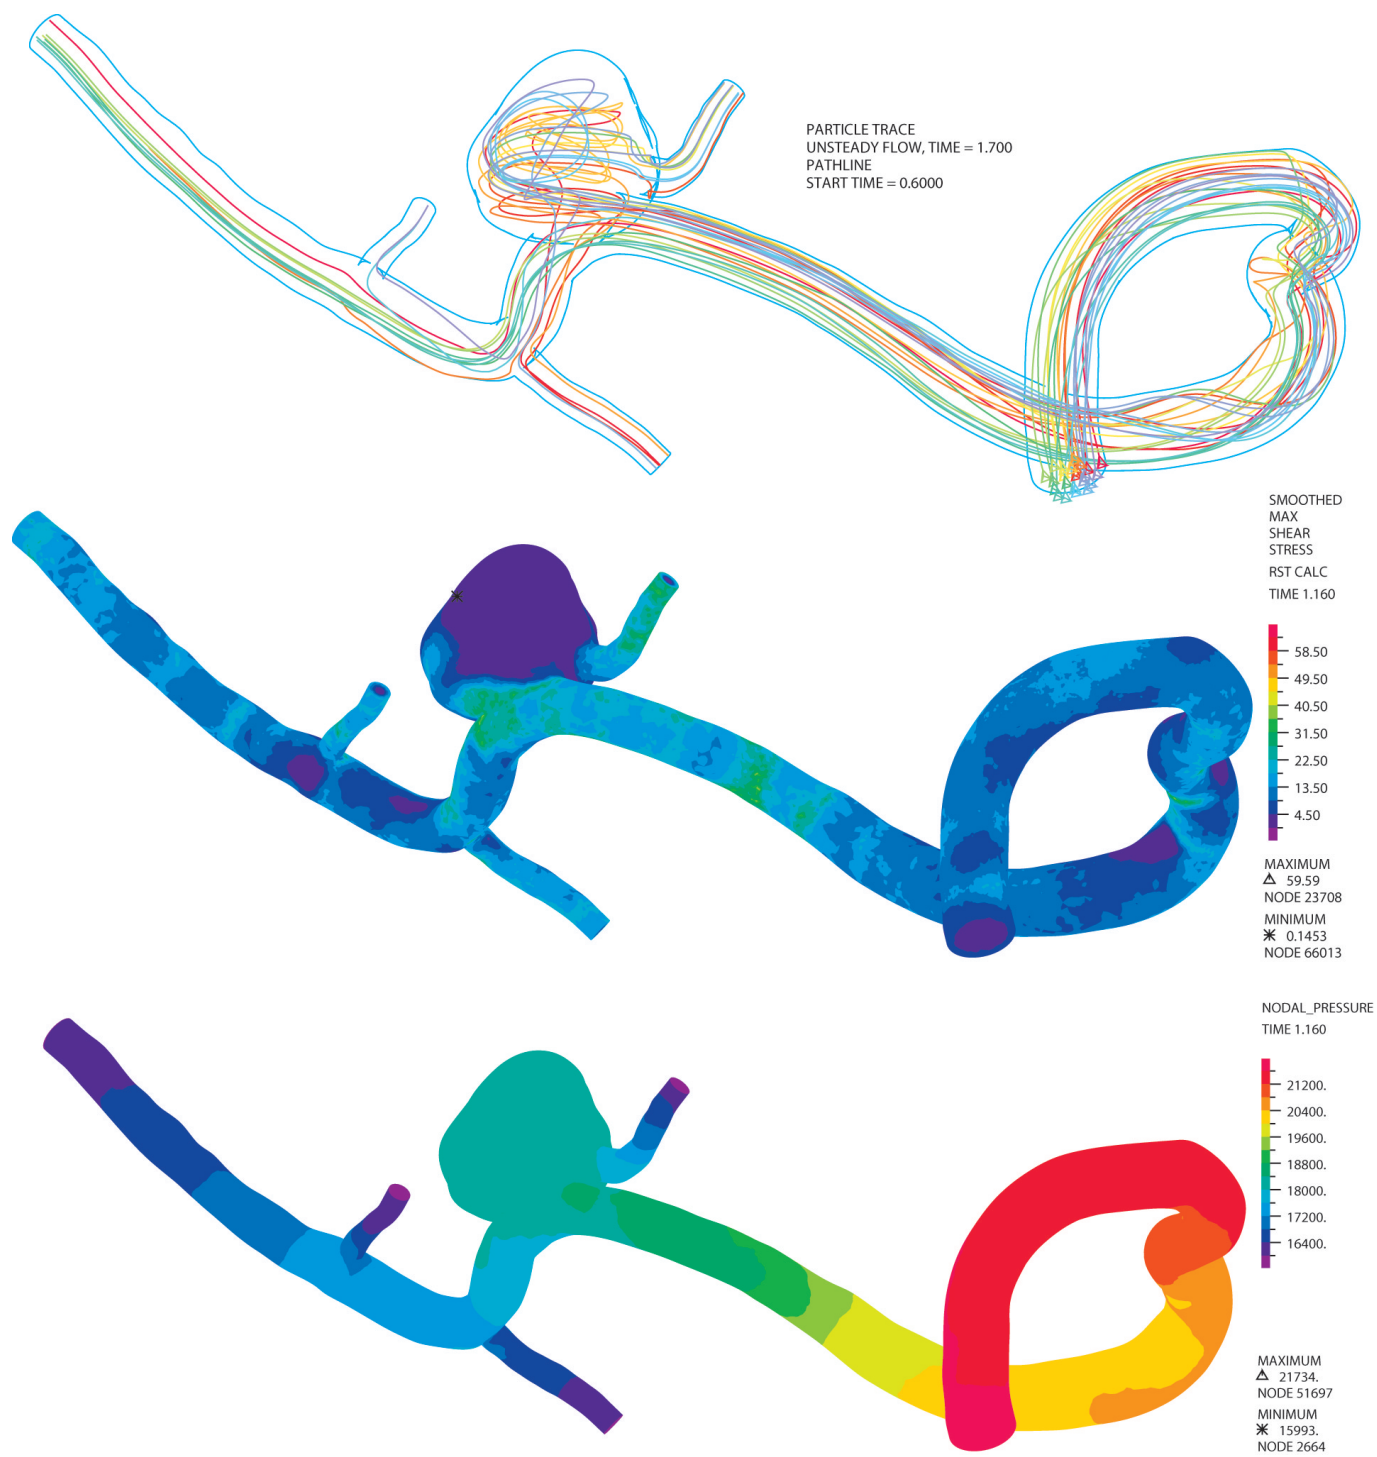 PARTICLE TRACE
UNSTEADY FLOW, TIME = 1.700
PATHLINE
START TIME = 0.6000
SMOOTHED
MAX
SHEAR
STRESS
RST CALC
TIME 1.160
58.50
49.50
40.50
31.50
22.50
13.50
4.50
MAXIMUM
59.59
NODE 23708
MINIMUM
0.1453
NODE 66013
NODAL_PRESSURE
TIME 1.160
21200.
20400.
19600.
18800.
18000.
17200.
16400.
MAXIMUM
21734.
NODE 51697
MINIMUM
15993.
NODE 2664